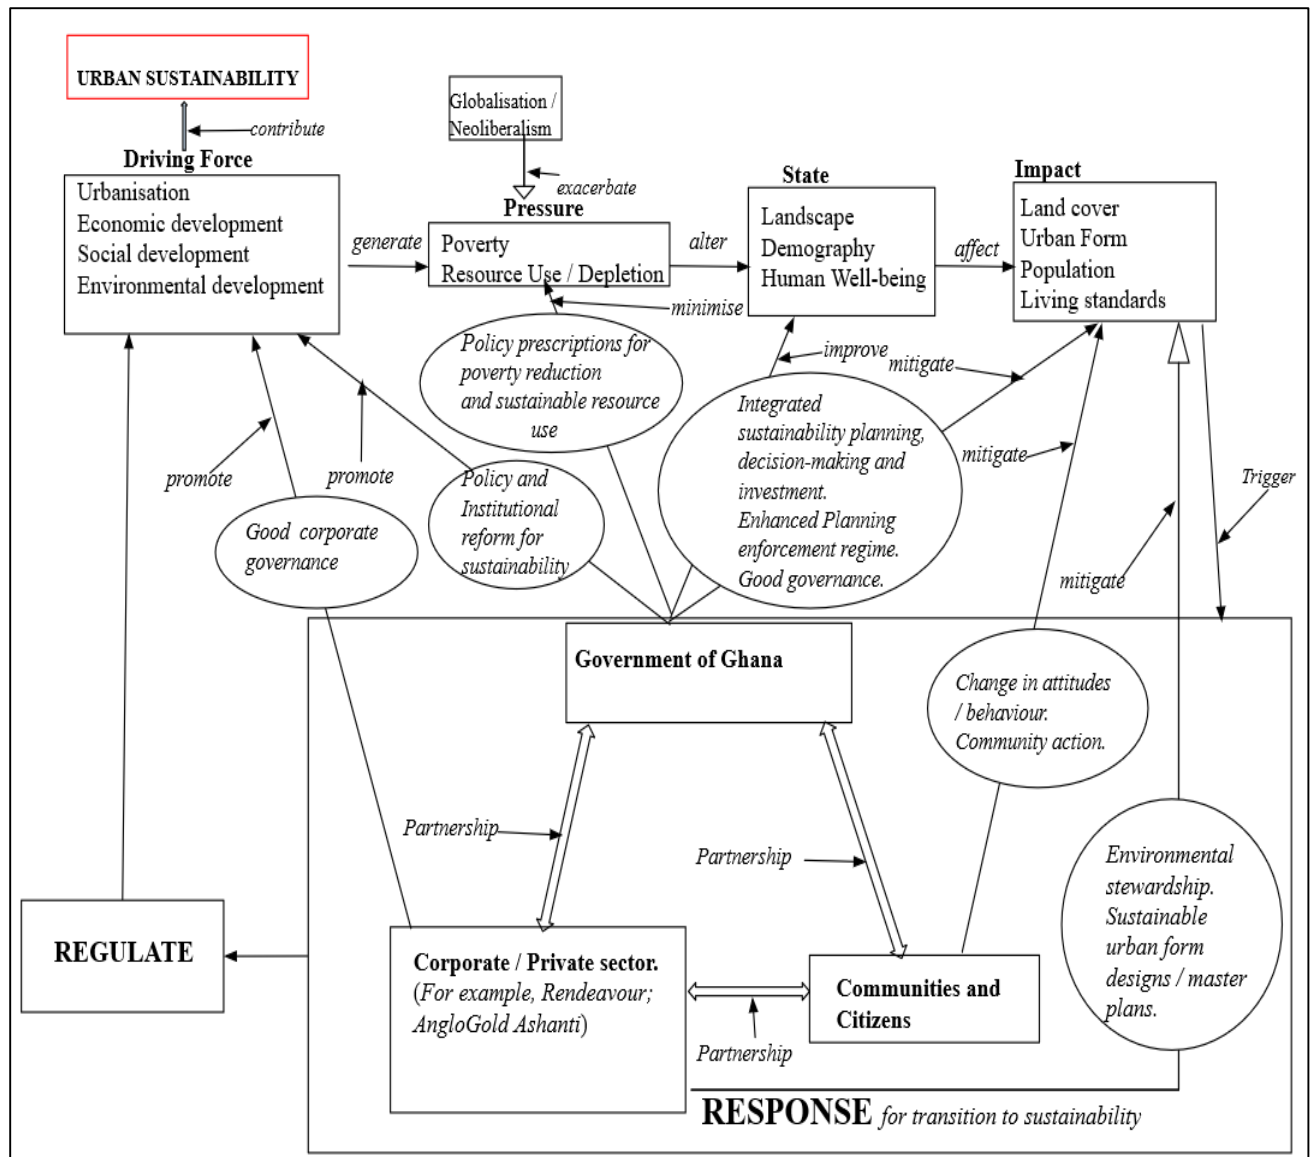 URBAN SUSTAINABILITY
contribute
Globalisation /
Neoliberalism
exacerbate
Driving Force
Urbanisation
Economic development
Social development
Environmental development
generate
Pressure
Poverty
Resource Use / Depletion
alter
State
Landscape
Demography
Human Well-being
affect
Impact
Land cover
Urban Form
Population
Living standards
minimise
improve
mitigate
Policy prescriptions for
poverty reduction
and sustainable resource
use
Integrated
sustainability planning,
decision-making and
investment.
Enhanced Planning
enforcement regime.
Good governance.
mitigate
Trigger
promote
promote
Policy and
Institutional
reform for
sustainability
Good corporate
governance
mitigate
Government of Ghana
Change in attitudes
/ behaviour.
Community action.
Partnership
Partnership
Environmental
stewardship.
Sustainable
urban form
designs / master
plans.
REGULATE
Corporate / Private sector.
(For example, Rendeavour;
AngloGold Ashanti)
Communities and
Citizens
Partnership
RESPONSE for transition to sustainability